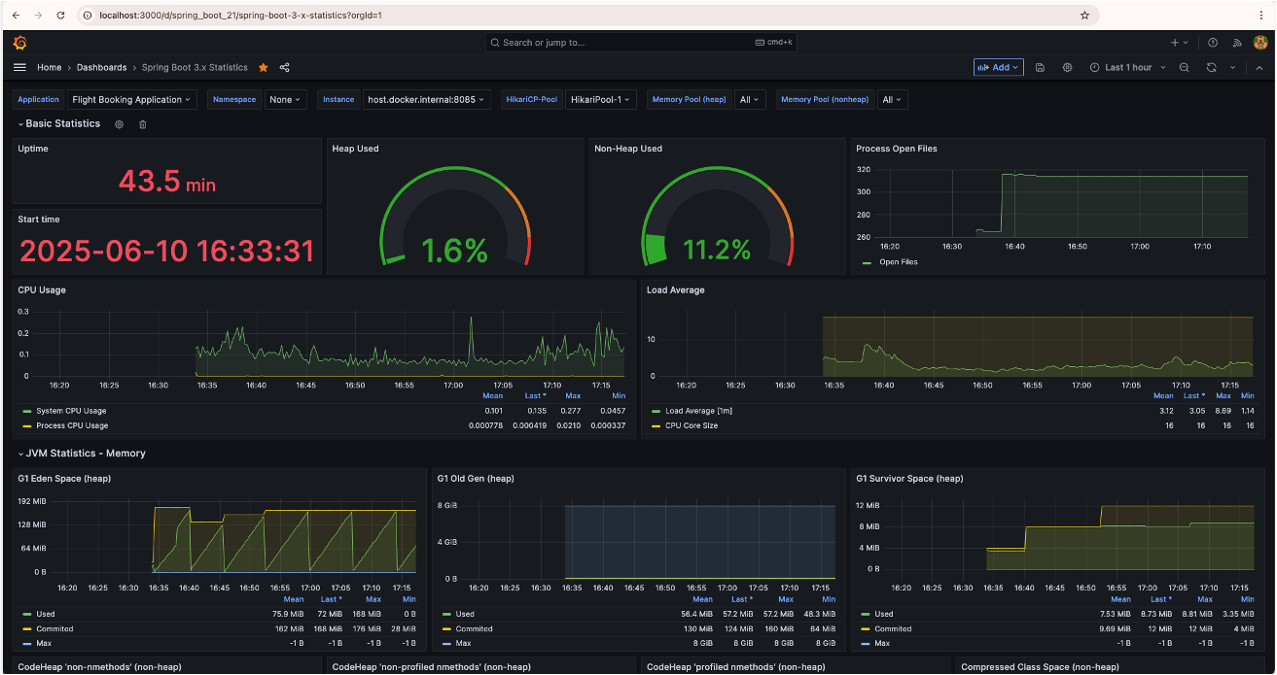 localhost:3000/d/spring_boot_21/spring-boot-3-x-statistics?orgId=1
Search or jump to... cmd+k
Home > Dashboards > Spring Boot 3.x Statistics Add Last 1 hour
Application Flight Booking Application Namespace None Instance host.docker.internal:8085 HikariCP-Pool HikariPool-1 Memory Pool (heap) All Memory Pool (nonheap) All
Basic Statistics
Uptime
43.5 min
Start time
2025-06-10 16:33:31
Heap Used
1.6%
Non-Heap Used
11.2%
Process Open Files
320
300
280
260
16:20 16:30 16:40 16:50 17:00 17:10
Open Files
CPU Usage
0.3
0.2
0.1
0
16:20 16:25 16:30 16:35 16:40 16:45 16:50 16:55 17:00 17:05 17:10 17:15
Mean Last * Max Min
System CPU Usage 0.101 0.135 0.277 0.0457
Process CPU Usage 0.000778 0.000419 0.0210 0.000337
Load Average
10
0
16:20 16:25 16:30 16:35 16:40 16:45 16:50 16:55 17:00 17:05 17:10 17:15
Mean Last * Max Min
Load Average [1m] 3.12 3.05 8.69 1.14
CPU Core Size 16 16 16 16
JVM Statistics - Memory
G1 Eden Space (heap)
192 MiB
128 MiB
64 MiB
0 B
16:20 16:25 16:30 16:35 16:40 16:45 16:50 16:55 17:00 17:05 17:10 17:15
Mean Last * Max Min
Used 75.9 MiB 72 MiB 168 MiB 0 B
Commited 162 MiB 168 MiB 176 MiB 28 MiB
Max -1 B -1 B -1 B -1 B
G1 Old Gen (heap)
8 GiB
4 GiB
0 B
16:20 16:25 16:30 16:35 16:40 16:45 16:50 16:55 17:00 17:05 17:10 17:15
Mean Last * Max Min
Used 56.4 MiB 57.2 MiB 57.2 MiB 48.3 MiB
Commited 130 MiB 124 MiB 160 MiB 64 MiB
Max 8 GiB 8 GiB 8 GiB 8 GiB
G1 Survivor Space (heap)
12 MiB
8 MiB
4 MiB
0 B
16:20 16:25 16:30 16:35 16:40 16:45 16:50 16:55 17:00 17:05 17:10 17:15
Mean Last * Max Min
Used 7.53 MiB 8.73 MiB 8.81 MiB 3.35 MiB
Commited 9.69 MiB 12 MiB 12 MiB 4 MiB
Max -1 B -1 B -1 B -1 B
CodeHeap 'non-nmethods' (non-heap)
CodeHeap 'non-profiled nmethods' (non-heap)
CodeHeap 'profiled nmethods' (non-heap)
Compressed Class Space (non-heap)